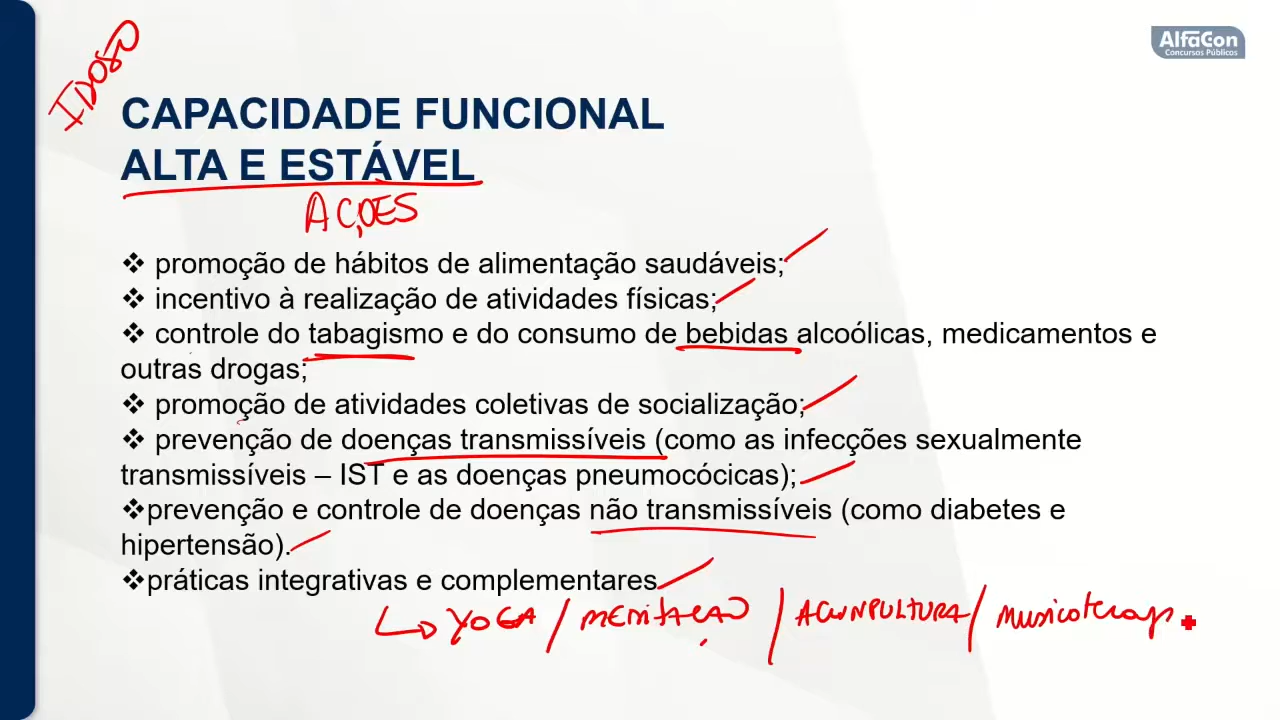 AlfaCon
Concursos Públicos
IDOSO
CAPACIDADE FUNCIONAL
ALTA E ESTÁVEL
AÇÕES
❖ promoção de hábitos de alimentação saudáveis;
❖ incentivo à realização de atividades físicas;
❖ controle do tabagismo e do consumo de bebidas alcoólicas, medicamentos e
outras drogas;
❖ promoção de atividades coletivas de socialização;
❖ prevenção de doenças transmissíveis (como as infecções sexualmente
transmissíveis – IST e as doenças pneumocócicas);
❖prevenção e controle de doenças não transmissíveis (como diabetes e
hipertensão).
❖práticas integrativas e complementares
YOGA / MEDITAÇÃO / ACUNPULTURA / musicoterap